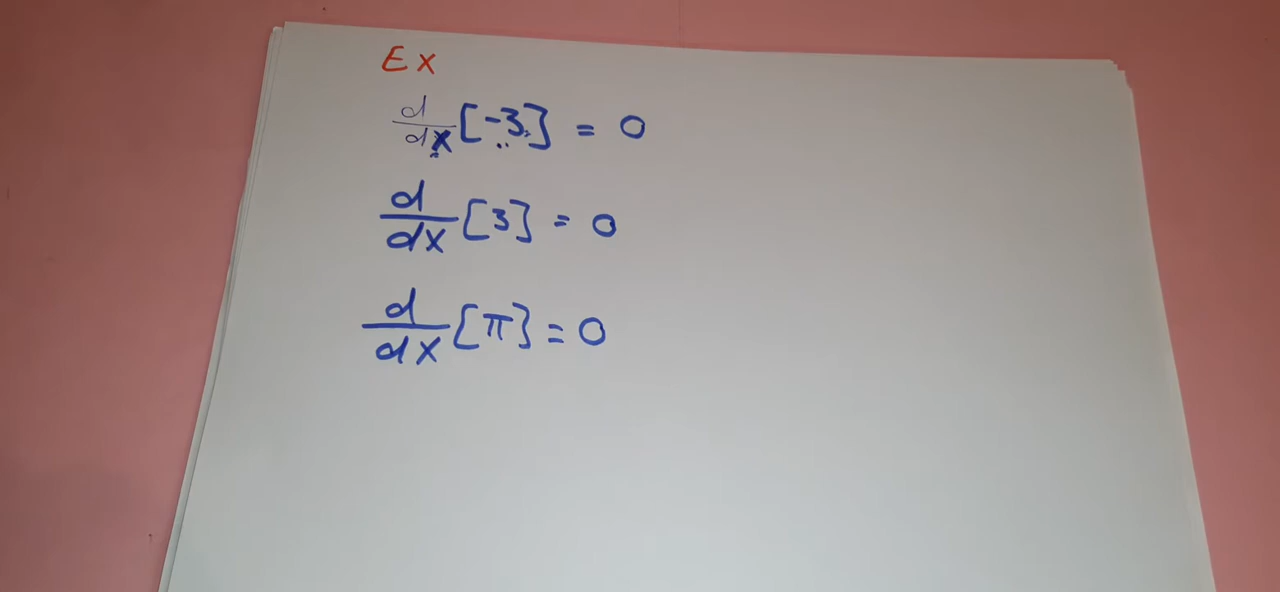 Ex
d/dx [-3] = 0
d/dx [3] = 0
d/dx [π] = 0